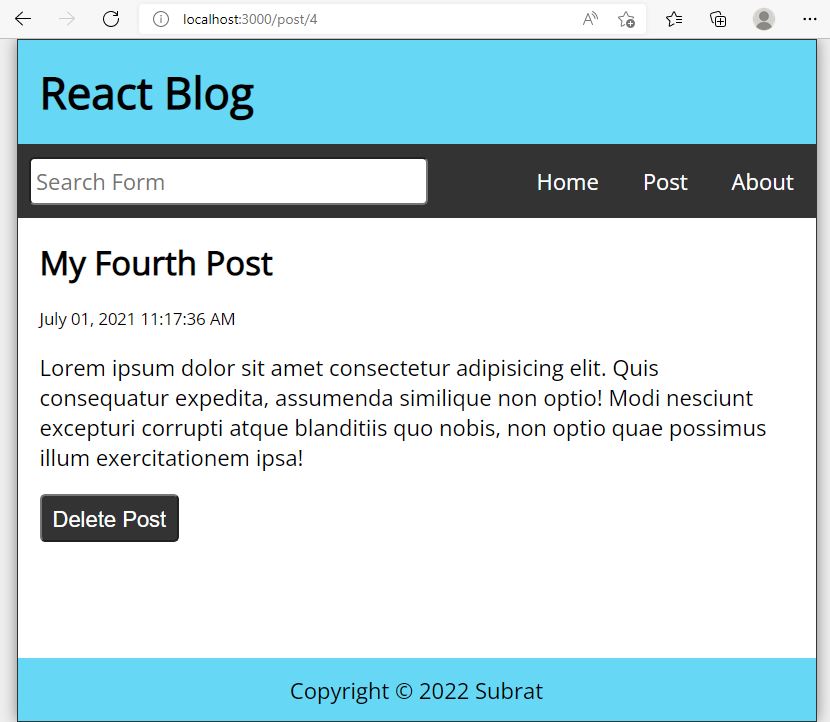 localhost:3000/post/4
React Blog
Search Form
Home Post About
My Fourth Post
July 01, 2021 11:17:36 AM
Lorem ipsum dolor sit amet consectetur adipisicing elit. Quis
consequatur expedita, assumenda similique non optio! Modi nesciunt
excepturi corrupti atque blanditiis quo nobis, non optio quae possimus
illum exercitationem ipsa!
Delete Post
Copyright © 2022 Subrat